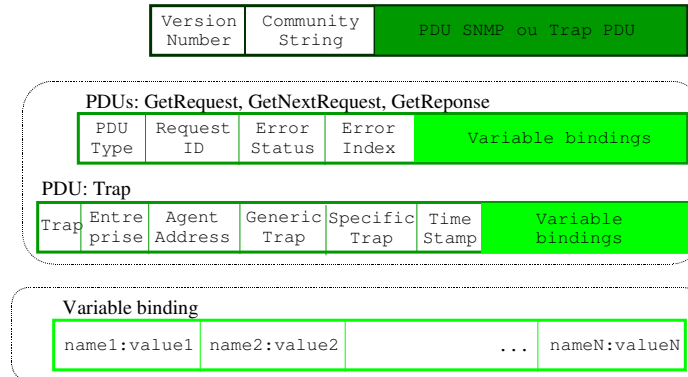 Version Number
Community String
PDU SNMP ou Trap PDU
PDUs: GetRequest, GetNextRequest, GetReponse
PDU Type
Request ID
Error Status
Error Index
Variable bindings
PDU: Trap
Trap
Entre prise
Agent Address
Generic Trap
Specific Trap
Time Stamp
Variable bindings
Variable binding
name1:value1
name2:value2
...
nameN:valueN